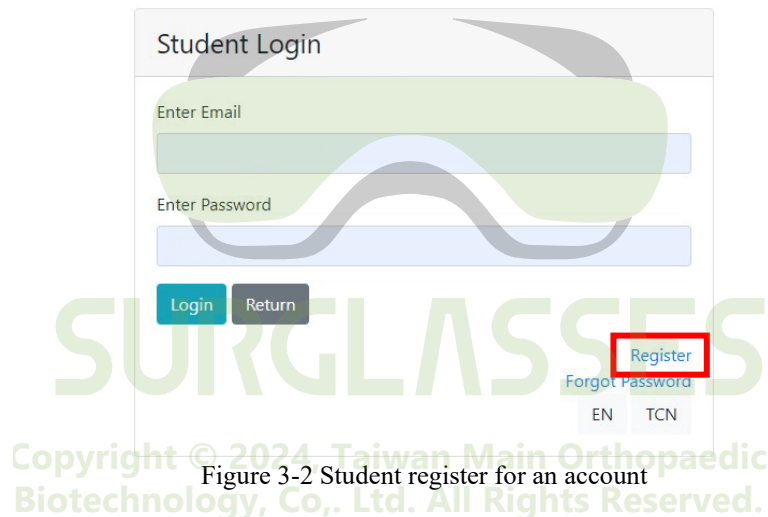 Student Login
Enter Email
Enter Password
Login Return
SURGLASSES
Register
Forgot Password
EN TCN
Copyright © 2024, Taiwan Main Orthopaedic
Figure 3-2 Student register for an account
Biotechnology, Co,. Ltd. All Rights Reserved.